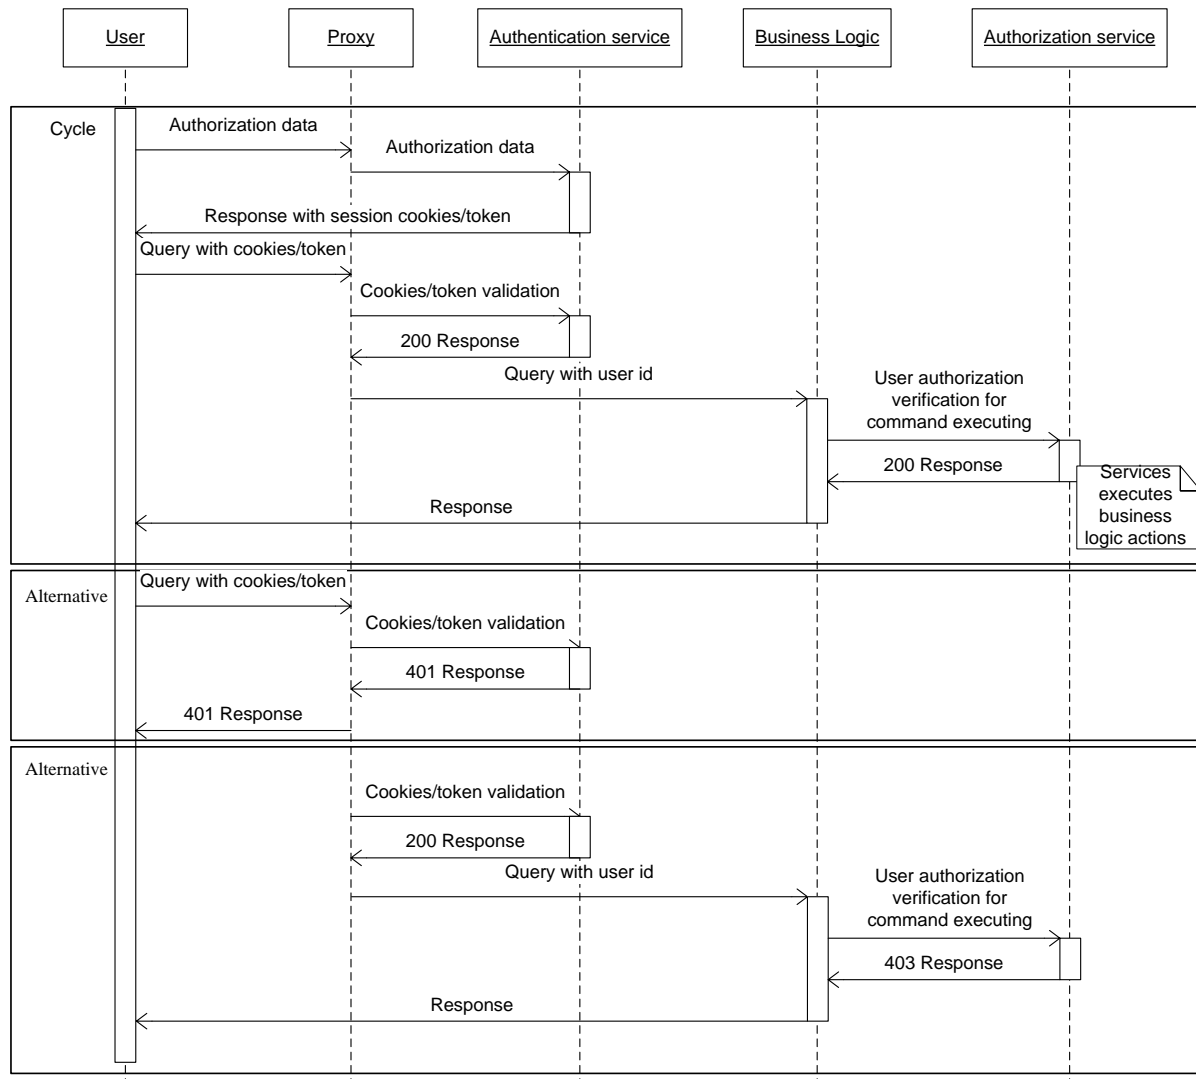 User
Proxy
Authentication service
Business Logic
Authorization service
Cycle
Authorization data
Authorization data
Response with session cookies/token
Query with cookies/token
Cookies/token validation
200 Response
Query with user id
User authorization
verification for
command executing
200 Response
Services
executes
business
logic actions
Response
Alternative
Query with cookies/token
Cookies/token validation
401 Response
401 Response
Alternative
Cookies/token validation
200 Response
Query with user id
User authorization
verification for
command executing
403 Response
Response